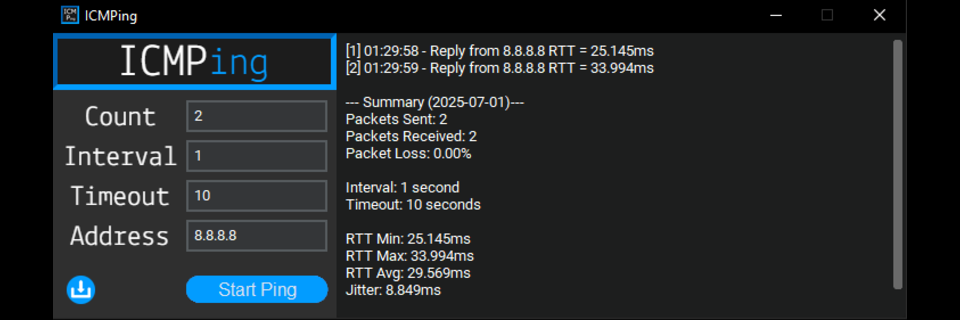 ICM
Png
ICMPing
ICMPing
Count
2
Interval
1
Timeout
10
Address
8.8.8.8
Start Ping
[1] 01:29:58 - Reply from 8.8.8.8 RTT = 25.145ms
[2] 01:29:59 - Reply from 8.8.8.8 RTT = 33.994ms
--- Summary (2025-07-01)---
Packets Sent: 2
Packets Received: 2
Packet Loss: 0.00%
Interval: 1 second
Timeout: 10 seconds
RTT Min: 25.145ms
RTT Max: 33.994ms
RTT Avg: 29.569ms
Jitter: 8.849ms